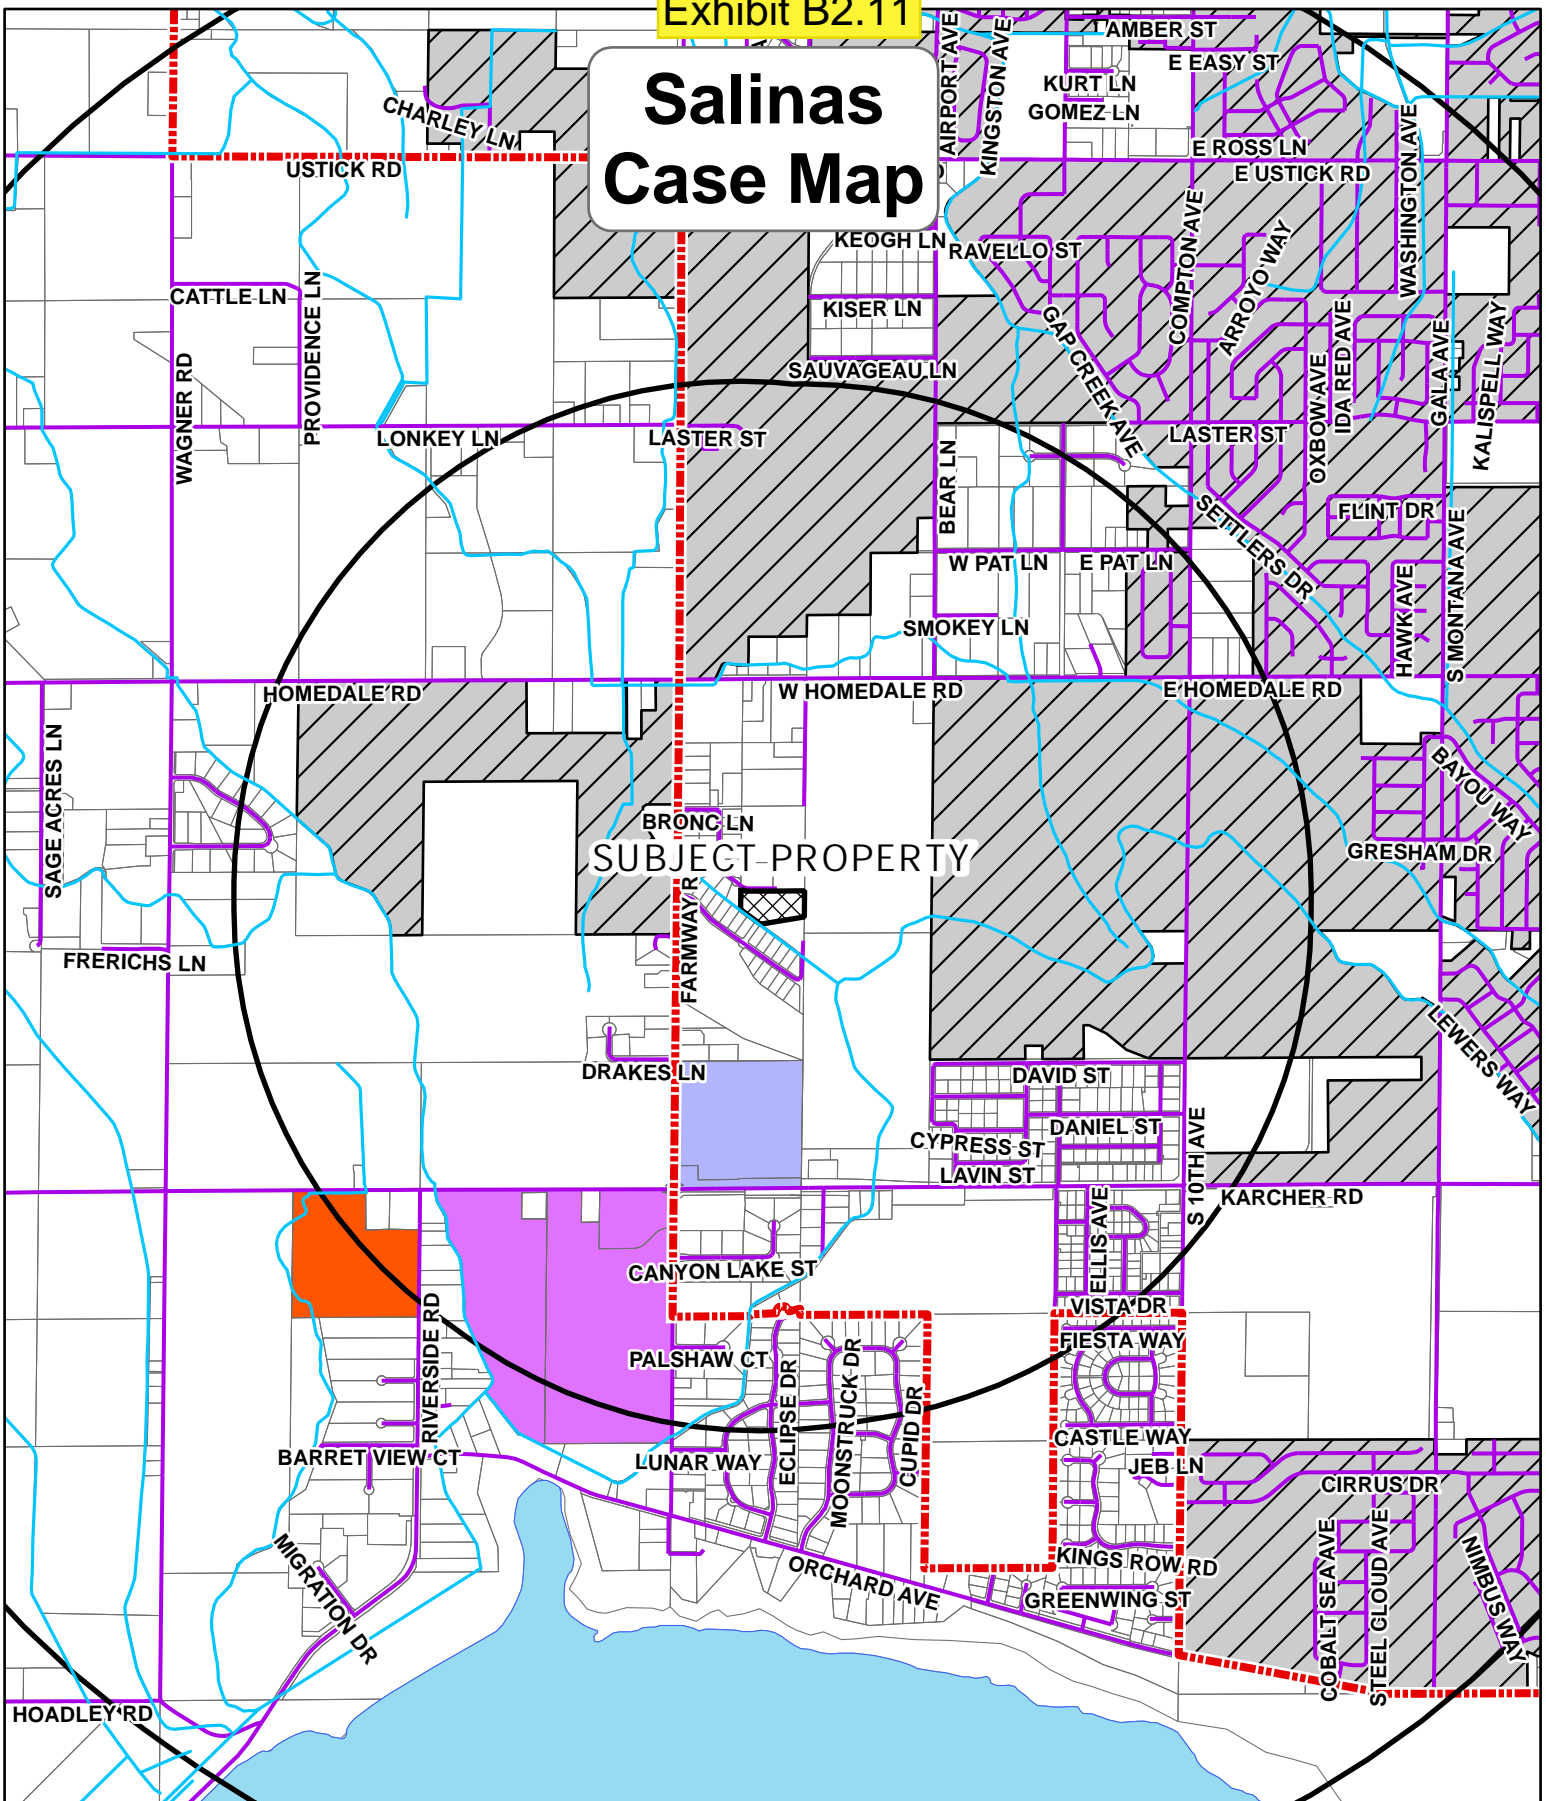 Exhibit B2.11
Salinas
Case Map
AIRPORT AVE
KINGSTON AVE
AMBER ST
E EASY ST
KURT LN
GOMEZ LN
CHARLEY LN
E ROSS LN
USTICK RD
E USTICK RD
WASHINGTON AVE
KEOGH LN
RAVELLO ST
COMPTON AVE
ARROYO WAY
CATTLE LN
PROVIDENCE LN
KISER LN
GAP CREEK AVE
IDA RED AVE
GALA AVE
KALISPELL WAY
WAGNER RD
SAUVAGEAU LN
OXBOW AVE
LONKEY LN
LASTER ST
LASTER ST
BEAR LN
SETTLERS DR
FLINT DR
W PAT LN
E PAT LN
HAWK AVE
S MONTANA AVE
SMOKEY LN
HOMEDALE RD
W HOMEDALE RD
E HOMEDALE RD
SAGE ACRES LN
BAYOU WAY
BRONC LN
SUBJECT PROPERTY
GRESHAM DR
FARMWAY R
FRERICHS LN
LEWERS WAY
DRAKES LN
DAVID ST
DANIEL ST
CYPRESS ST
LAVIN ST
S 10TH AVE
KARCHER RD
ELLIS AVE
CANYON LAKE ST
VISTA DR
RIVERSIDE RD
FIESTA WAY
PALSHAW CT
ECLIPSE DR
MOONSTRUCK DR
CUPID DR
CASTLE WAY
BARRET VIEW CT
LUNAR WAY
JEB LN
CIRRUS DR
MIGRATION DR
ORCHARD AVE
KINGS ROW RD
GREENWING ST
COBALT SEA AVE
STEEL CLOUD AVE
NIMBUS WAY
HOADLEY RD